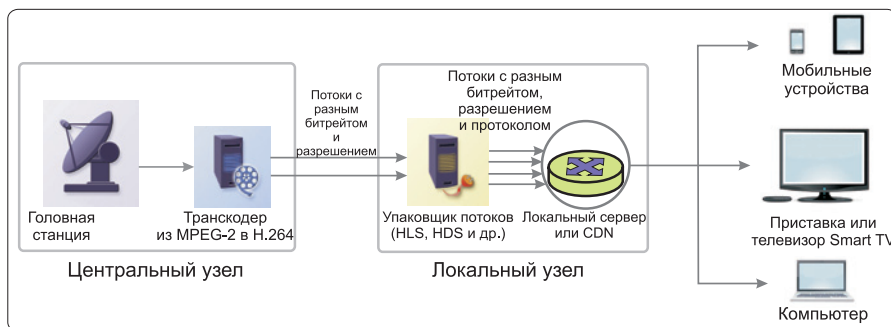 Головная
станция
Транскодер
из MPEG-2 в H.264
Центральный узел
Потоки с
разным
битрейтом
и
разрешением
Потоки с разным
битрейтом,
разрешением
и протоколом
Упаковщик потоков
(HLS, HDS и др.)
Локальный сервер
или CDN
Локальный узел
Мобильные
устройства
Приставка или
телевизор Smart TV
Компьютер